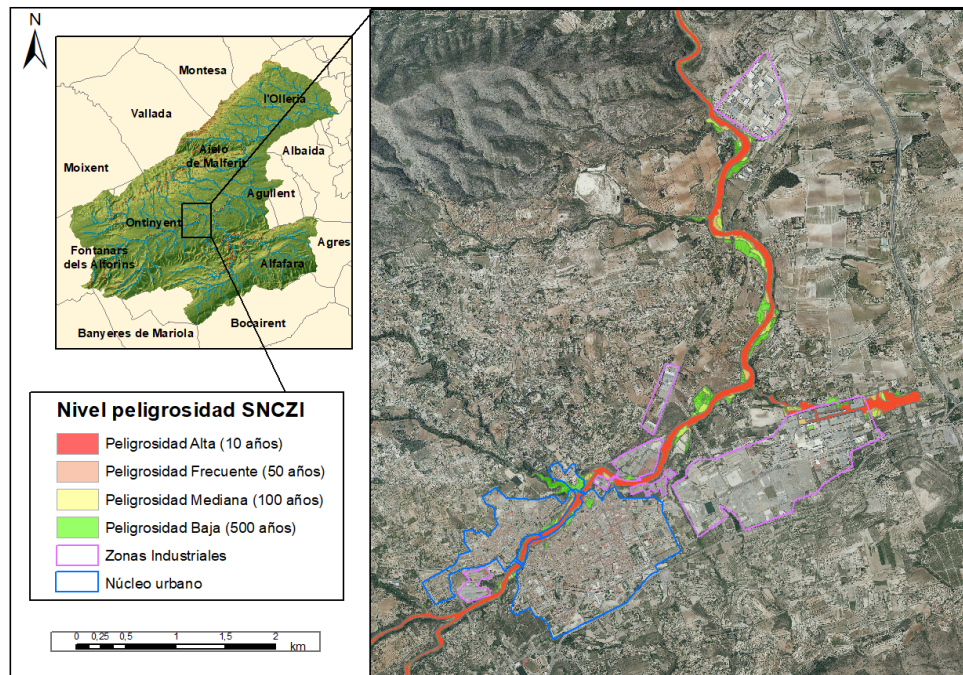 N
Montesa
l'Olleria
Vallada
Aielo
de Malferit
Albaida
Moixent
Agullent
Ontinyent
Agres
Fontanars
dels Alforins
Alfafara
Bocairent
Banyeres de Mariola
Nivel peligrosidad SNCZI
Peligrosidad Alta (10 años)
Peligrosidad Frecuente (50 años)
Peligrosidad Mediana (100 años)
Peligrosidad Baja (500 años)
Zonas Industriales
Núcleo urbano
0 0,25 0,5 1 1,5 2
km